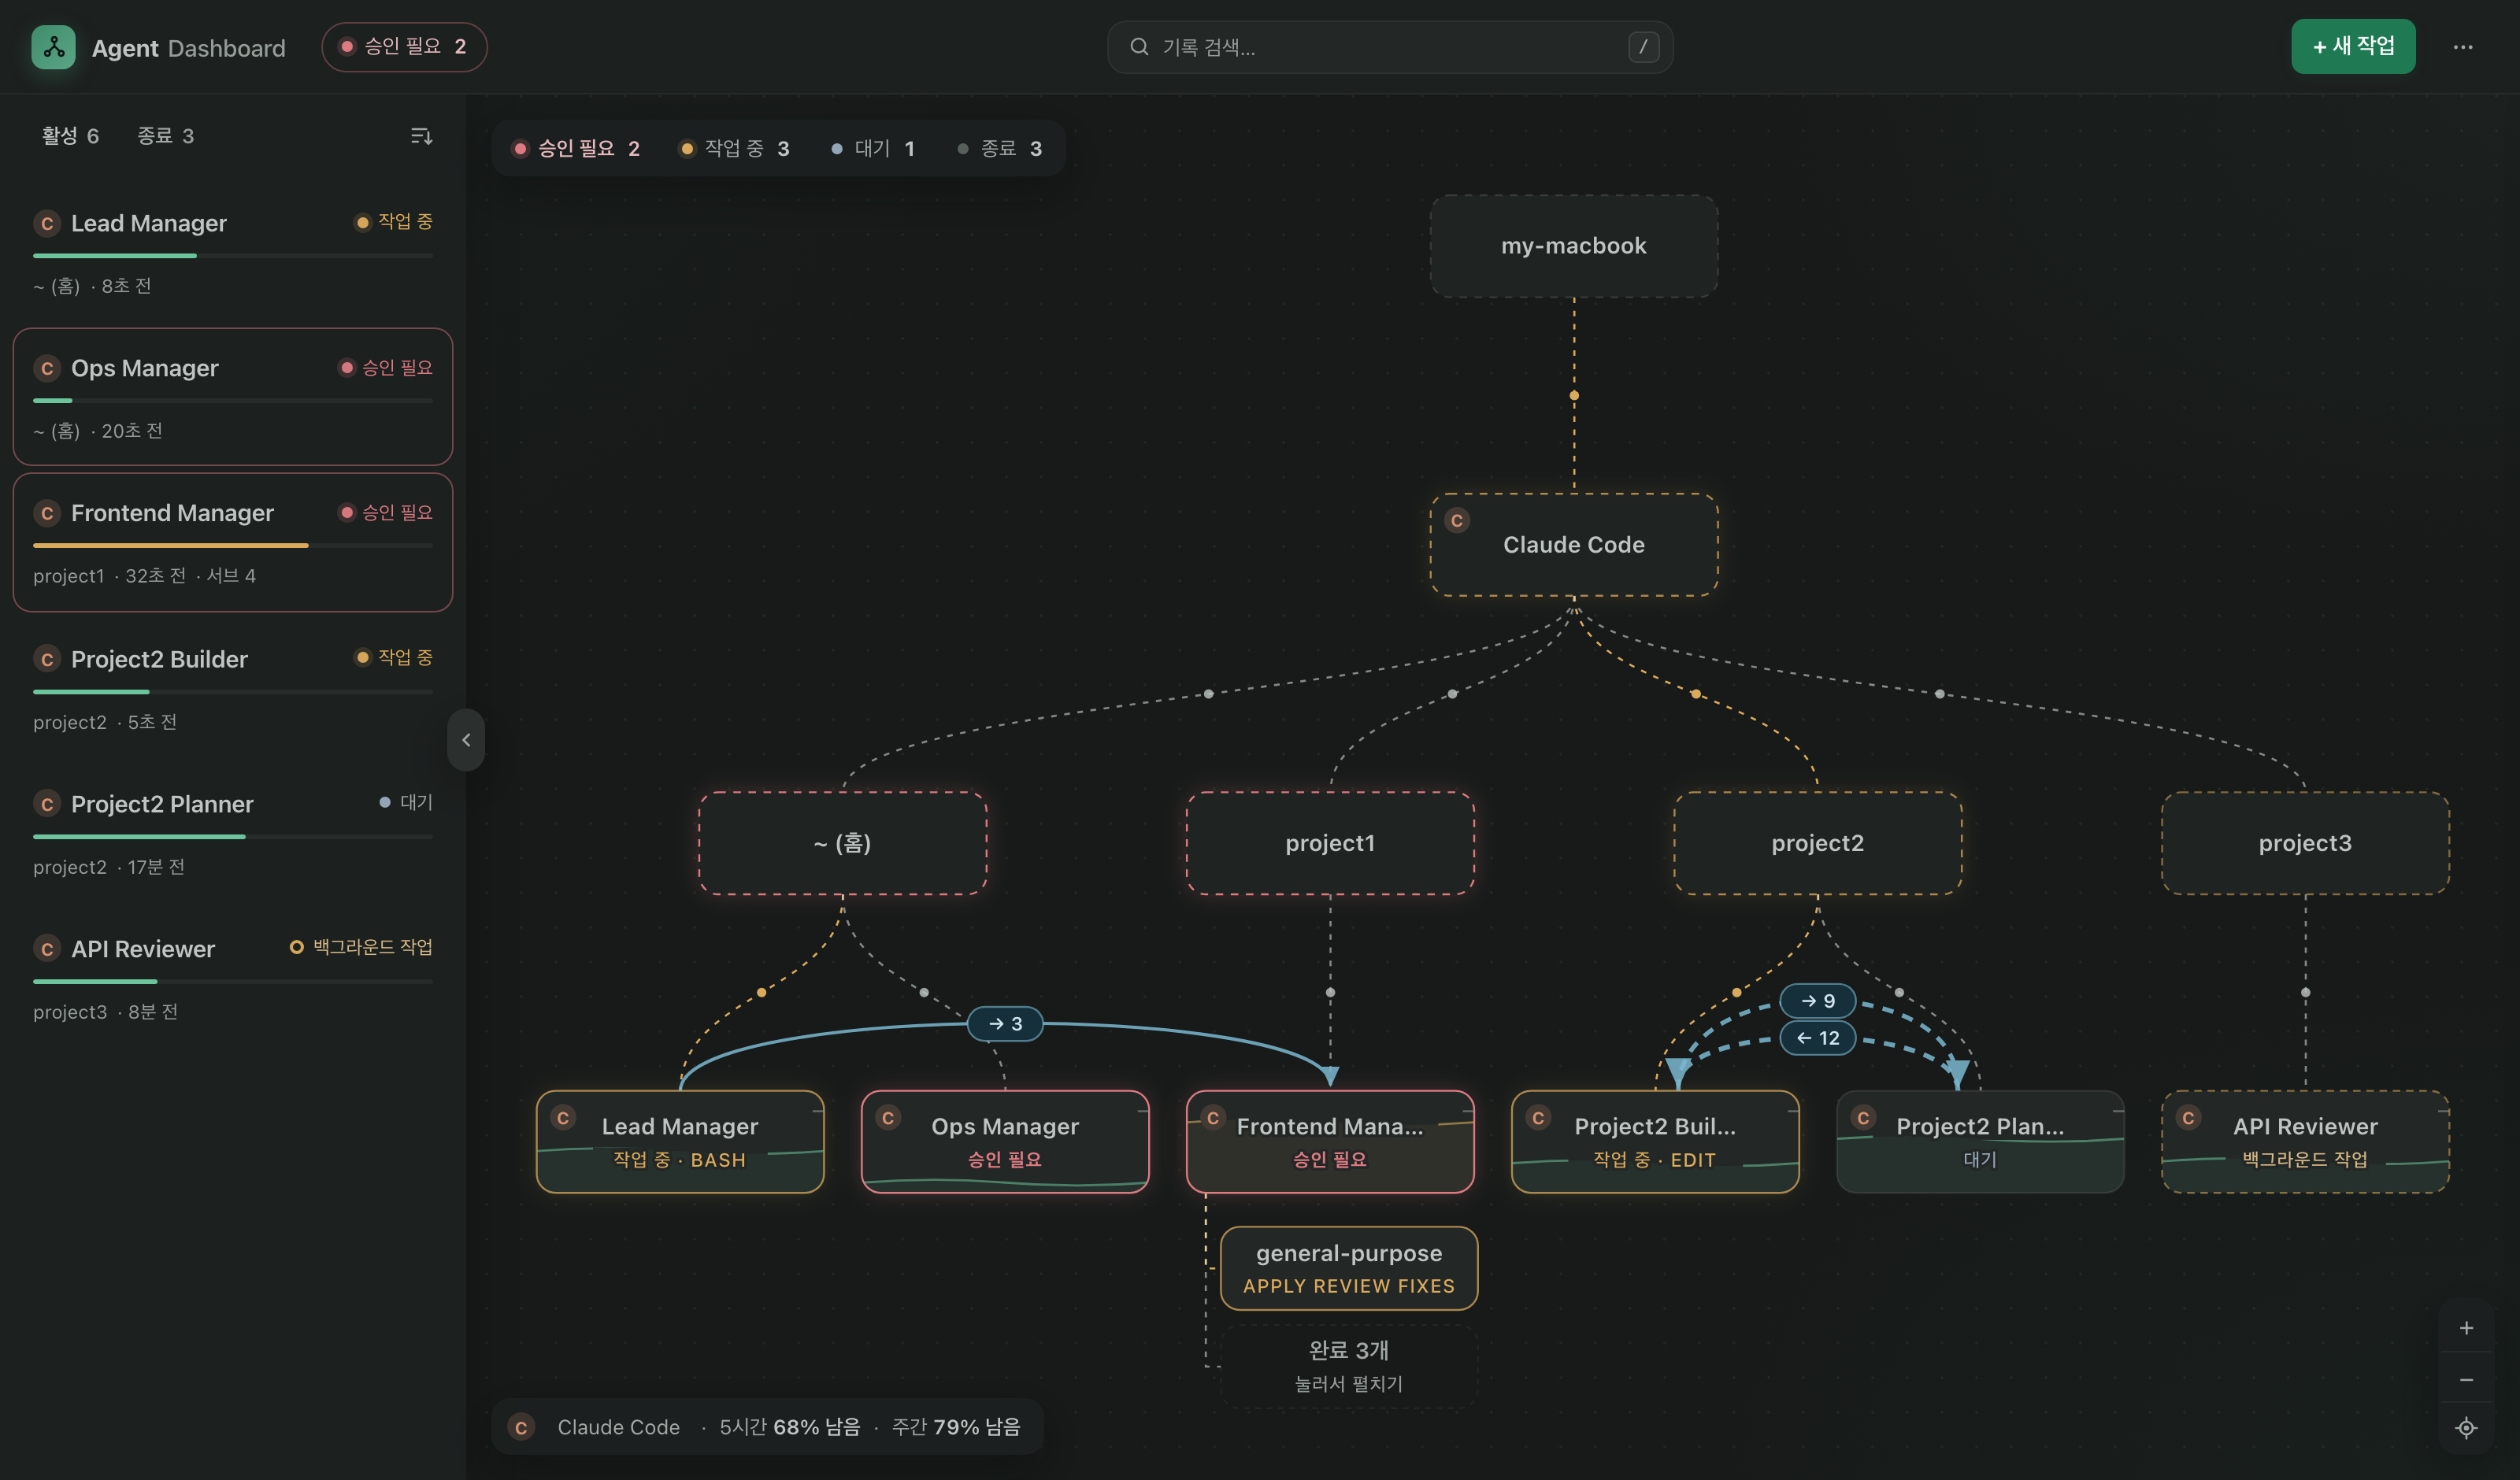 Agent Dashboard
승인 필요 2
기록 검색...
/
+ 새 작업
활성 6
종료 3
C Lead Manager
작업 중
~ (홈) · 8초 전
C Ops Manager
승인 필요
~ (홈) · 20초 전
C Frontend Manager
승인 필요
project1 · 32초 전 · 서브 4
C Project2 Builder
작업 중
project2 · 5초 전
C Project2 Planner
대기
project2 · 17분 전
C API Reviewer
백그라운드 작업
project3 · 8분 전
승인 필요 2
작업 중 3
대기 1
종료 3
my-macbook
C
Claude Code
~ (홈)
project1
project2
project3
→ 3
→ 9
← 12
C Lead Manager
작업 중 · BASH
C Ops Manager
승인 필요
C Frontend Mana...
승인 필요
C Project2 Buil...
작업 중 · EDIT
C Project2 Plan...
대기
C API Reviewer
백그라운드 작업
general-purpose
APPLY REVIEW FIXES
완료 3개
눌러서 펼치기
C Claude Code · 5시간 68% 남음 · 주간 79% 남음
+
−